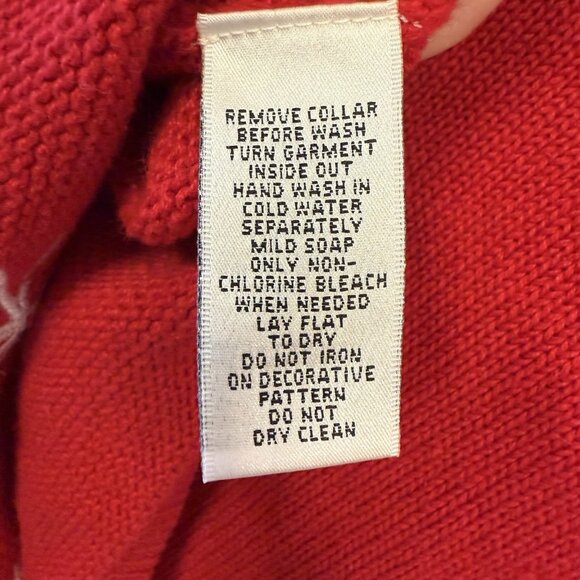 REMOVE COLLAR
BEFORE WASH
TURN GARMENT
INSIDE OUT
HAND WASH IN
COLD WATER
SEPARATELY
MILD SOAP
ONLY NON-
CHLORINE BLEACH
WHEN NEEDED
LAY FLAT
TO DRY
DO NOT IRON
ON DECORATIVE
PATTERN
DO NOT
DRY CLEAN